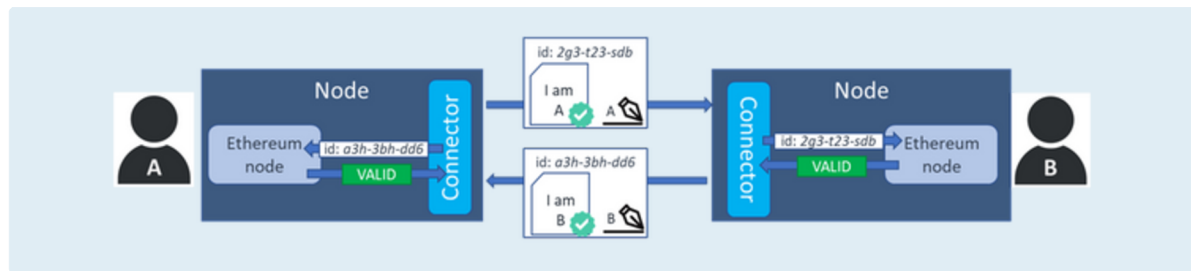 id: 2g3-t23-sdb
I am
A
A
Node
Ethereum
node
id: a3h-3bh-dd6
VALID
Connector
A
id: a3h-3bh-dd6
I am
B
B
Node
Connector
id: 2g3-t23-sdb
VALID
Ethereum
node
B